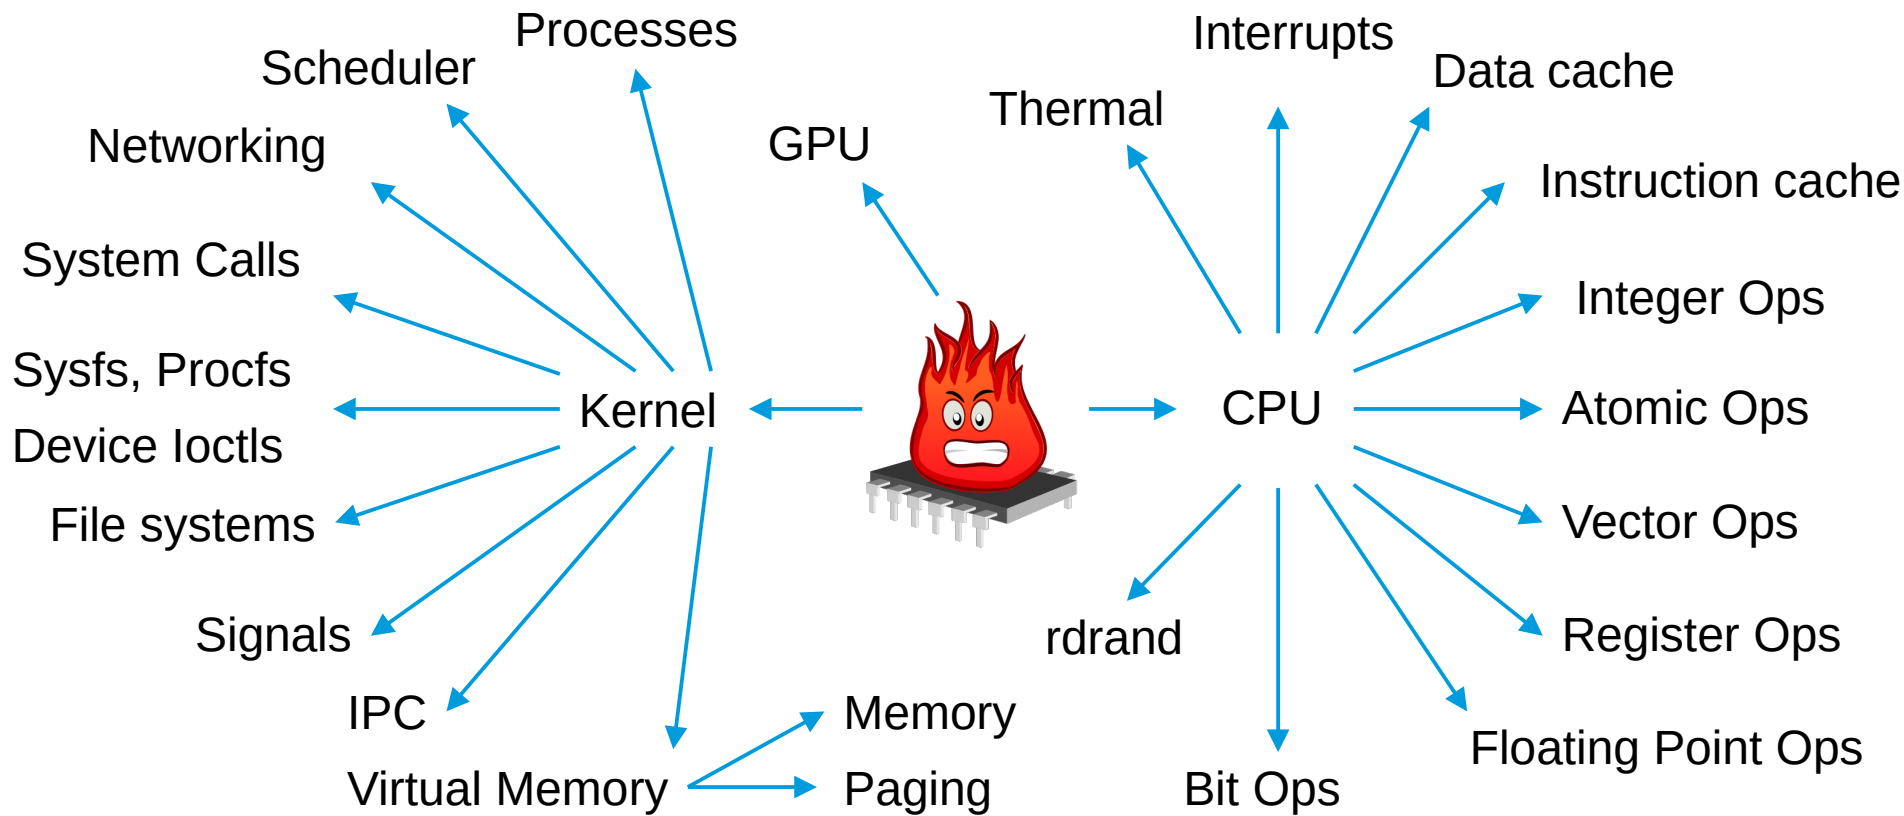 Processes
Interrupts
Scheduler
Data cache
Thermal
Networking
GPU
Instruction cache
System Calls
Integer Ops
Sysfs, Procfs
Kernel
CPU
Atomic Ops
Device Ioctls
File systems
Vector Ops
Signals
rdrand
Register Ops
IPC
Memory
Floating Point Ops
Virtual Memory
Paging
Bit Ops